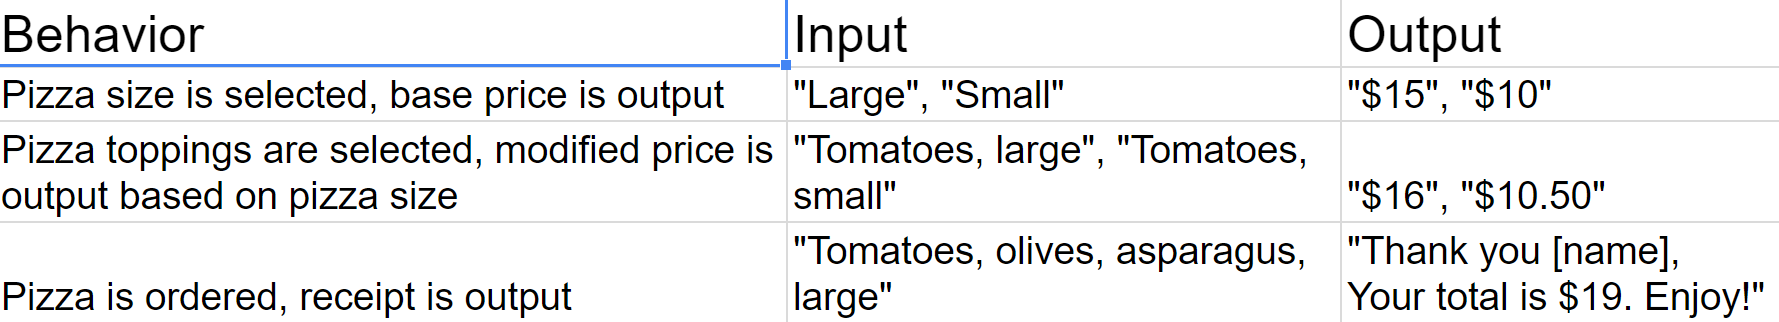 Behavior Input Output
Pizza size is selected, base price is output "Large", "Small" "$15", "$10"
Pizza toppings are selected, modified price is
output based on pizza size
"Tomatoes, large", "Tomatoes,
small"
"$16", "$10.50"
Pizza is ordered, receipt is output
"Tomatoes, olives, asparagus,
large"
"Thank you [name],
Your total is $19. Enjoy!"